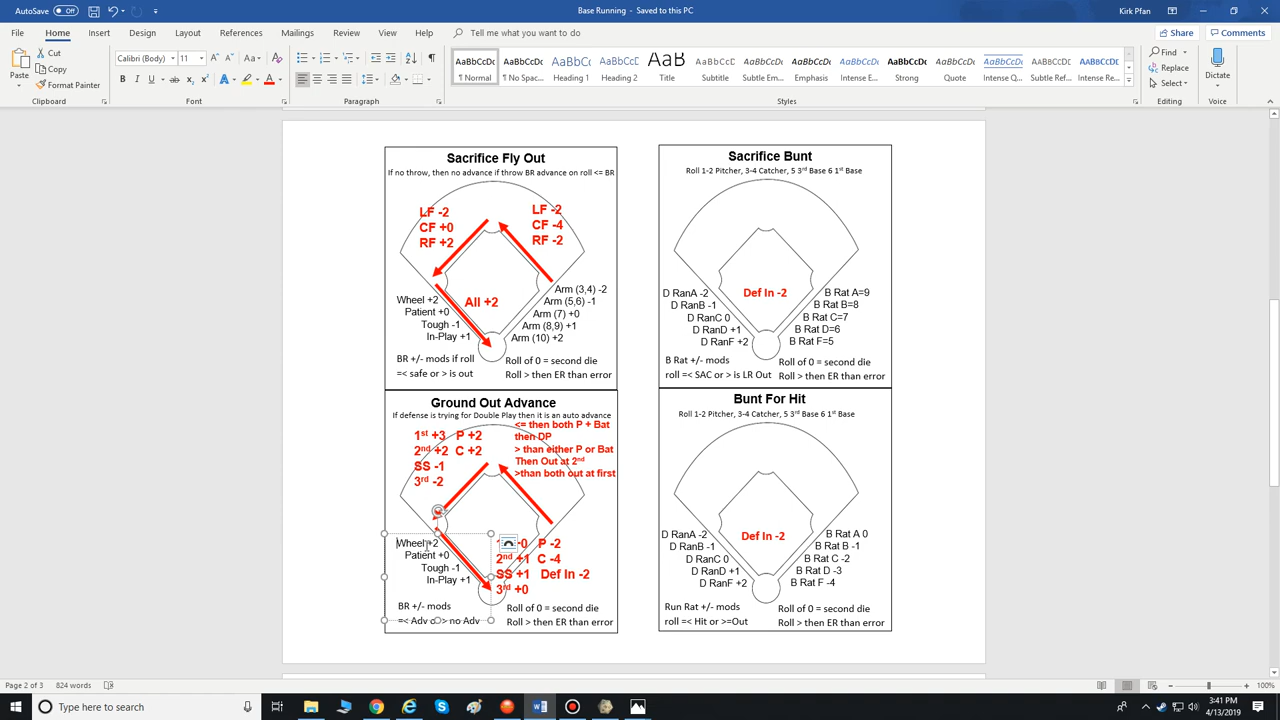 AutoSave Off
Base Running - Saved to this PC
Kirk Pfan
File Home Insert Design Layout References Mailings Review View Help Tell me what you want to do
Share Comments
Paste
Cut
Copy
Format Painter
Clipboard
Calibri (Body) 11
Font
Paragraph
AaBbCcDc AaBbCcDc AaBbCc AaBbCcC AaB AaBbCcD AaBbCcDc AaBbCcDc AaBbCcDc AaBbCcDc AaBbCcDc AaBbCcDc AaBbCcDc
¶ Normal ¶ No Spac... Heading 1 Heading 2 Title Subtitle Subtle Em... Emphasis Intense E... Strong Quote Intense Q... Subtle Ref... Intense Re...
Styles
Find
Replace
Select
Editing
Dictate
Voice
Sacrifice Fly Out
If no throw, then no advance if throw BR advance on roll <= BR
LF -2
CF +0
RF +2
LF -2
CF -4
RF -2
All +2
Wheel +2
Patient +0
Tough -1
In-Play +1
Arm (3,4) -2
Arm (5,6) -1
Arm (7) +0
Arm (8,9) +1
Arm (10) +2
BR +/- mods if roll
=< safe or > is out
Roll of 0 = second die
Roll > then ER than error
Sacrifice Bunt
Roll 1-2 Pitcher, 3-4 Catcher, 5 3rd Base 6 1st Base
Def In -2
D RanA -2
D RanB -1
D RanC 0
D RanD +1
D RanF +2
B Rat A=9
B Rat B=8
B Rat C=7
B Rat D=6
B Rat F=5
B Rat +/- mods
roll =< SAC or > is LR Out
Roll of 0 = second die
Roll > then ER than error
Ground Out Advance
If defense is trying for Double Play then it is an auto advance
1st +3 P +2
2nd +2 C +2
SS -1
3rd -2
<= then both P + Bat
then DP
> than either P or Bat
Then Out at 2nd
>than both out at first
Wheel +2
Patient +0
Tough -1
In-Play +1
P -2
2nd +1 C -4
SS +1 Def In -2
3rd +0
BR +/- mods
=< Adv > no Adv
Roll of 0 = second die
Roll > then ER than error
Bunt For Hit
Roll 1-2 Pitcher, 3-4 Catcher, 5 3rd Base 6 1st Base
Def In -2
D RanA -2
D RanB -1
D RanC 0
D RanD +1
D RanF +2
B Rat A 0
B Rat B -1
B Rat C -2
B Rat D -3
B Rat F -4
Run Rat +/- mods
roll =< Hit or >=Out
Roll of 0 = second die
Roll > then ER than error
Page 2 of 3 824 words
100%
Type here to search
3:41 PM
4/13/2019